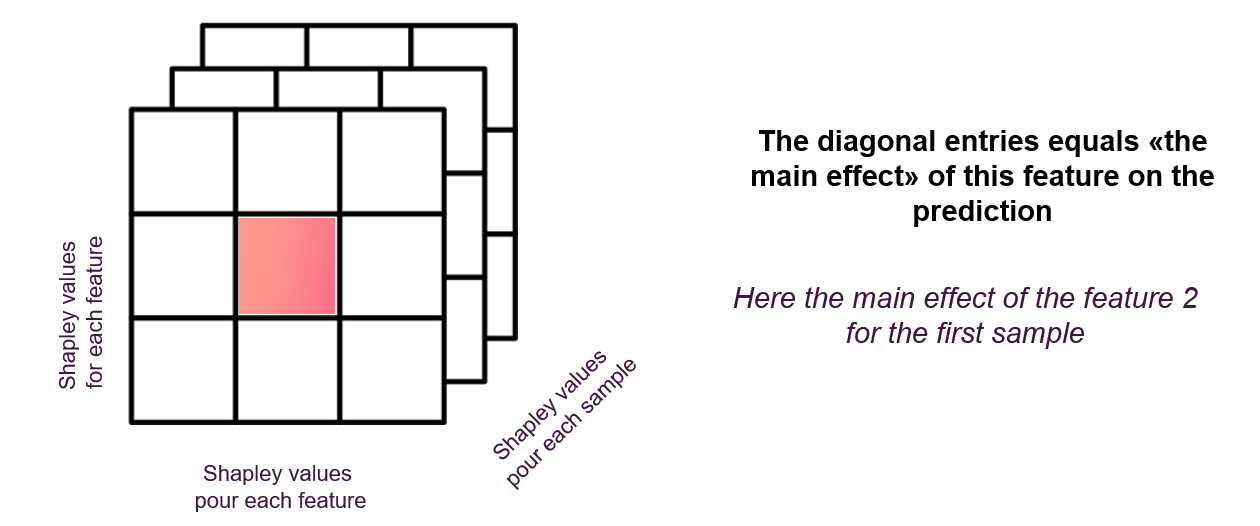 The diagonal entries equals «the
main effect» of this feature on the
prediction
Here the main effect of the feature 2
for the first sample
Shapley values
for each feature
Shapley values
pour each sample
Shapley values
pour each feature